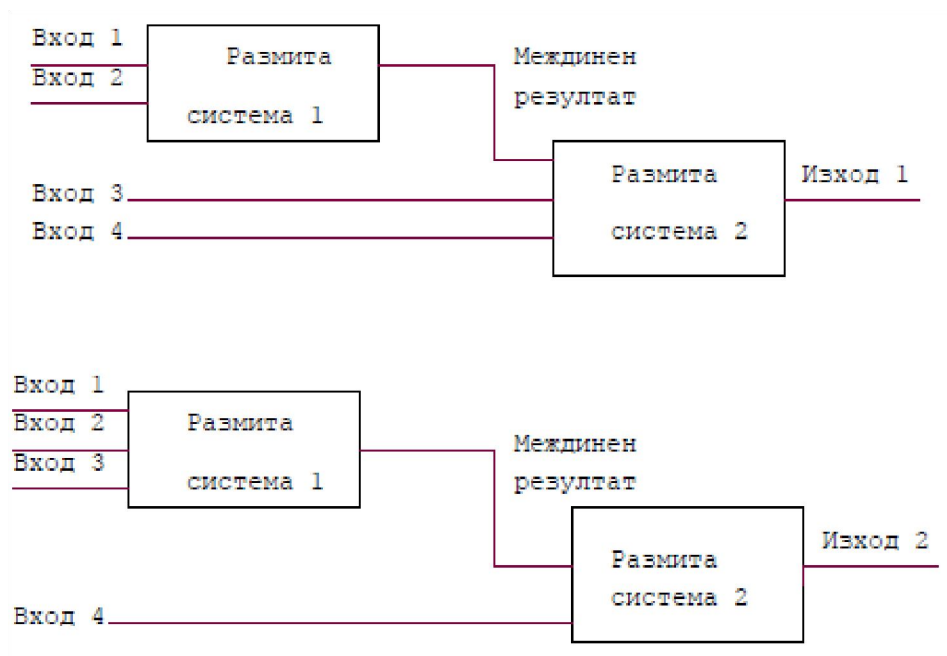 Вход 1
Вход 2
Размита
система 1
Междинен
резултат
Вход 3
Вход 4
Размита
система 2
Изход 1
Вход 1
Вход 2
Вход 3
Размита
система 1
Междинен
резултат
Вход 4
Размита
система 2
Изход 2